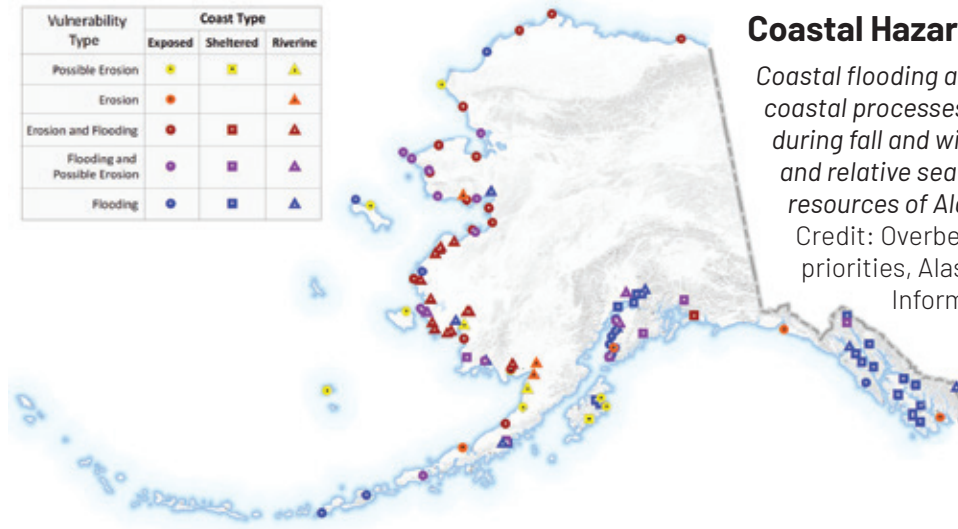 Vulnerability Type
Coast Type
Exposed Sheltered Riverine
Possible Erosion
Erosion
Erosion and Flooding
Flooding and Possible Erosion
Flooding
Coastal Hazar
Coastal flooding a
coastal processes
during fall and wi
and relative sea
resources of Ala
Credit: Overbe
priorities, Alas
Inform